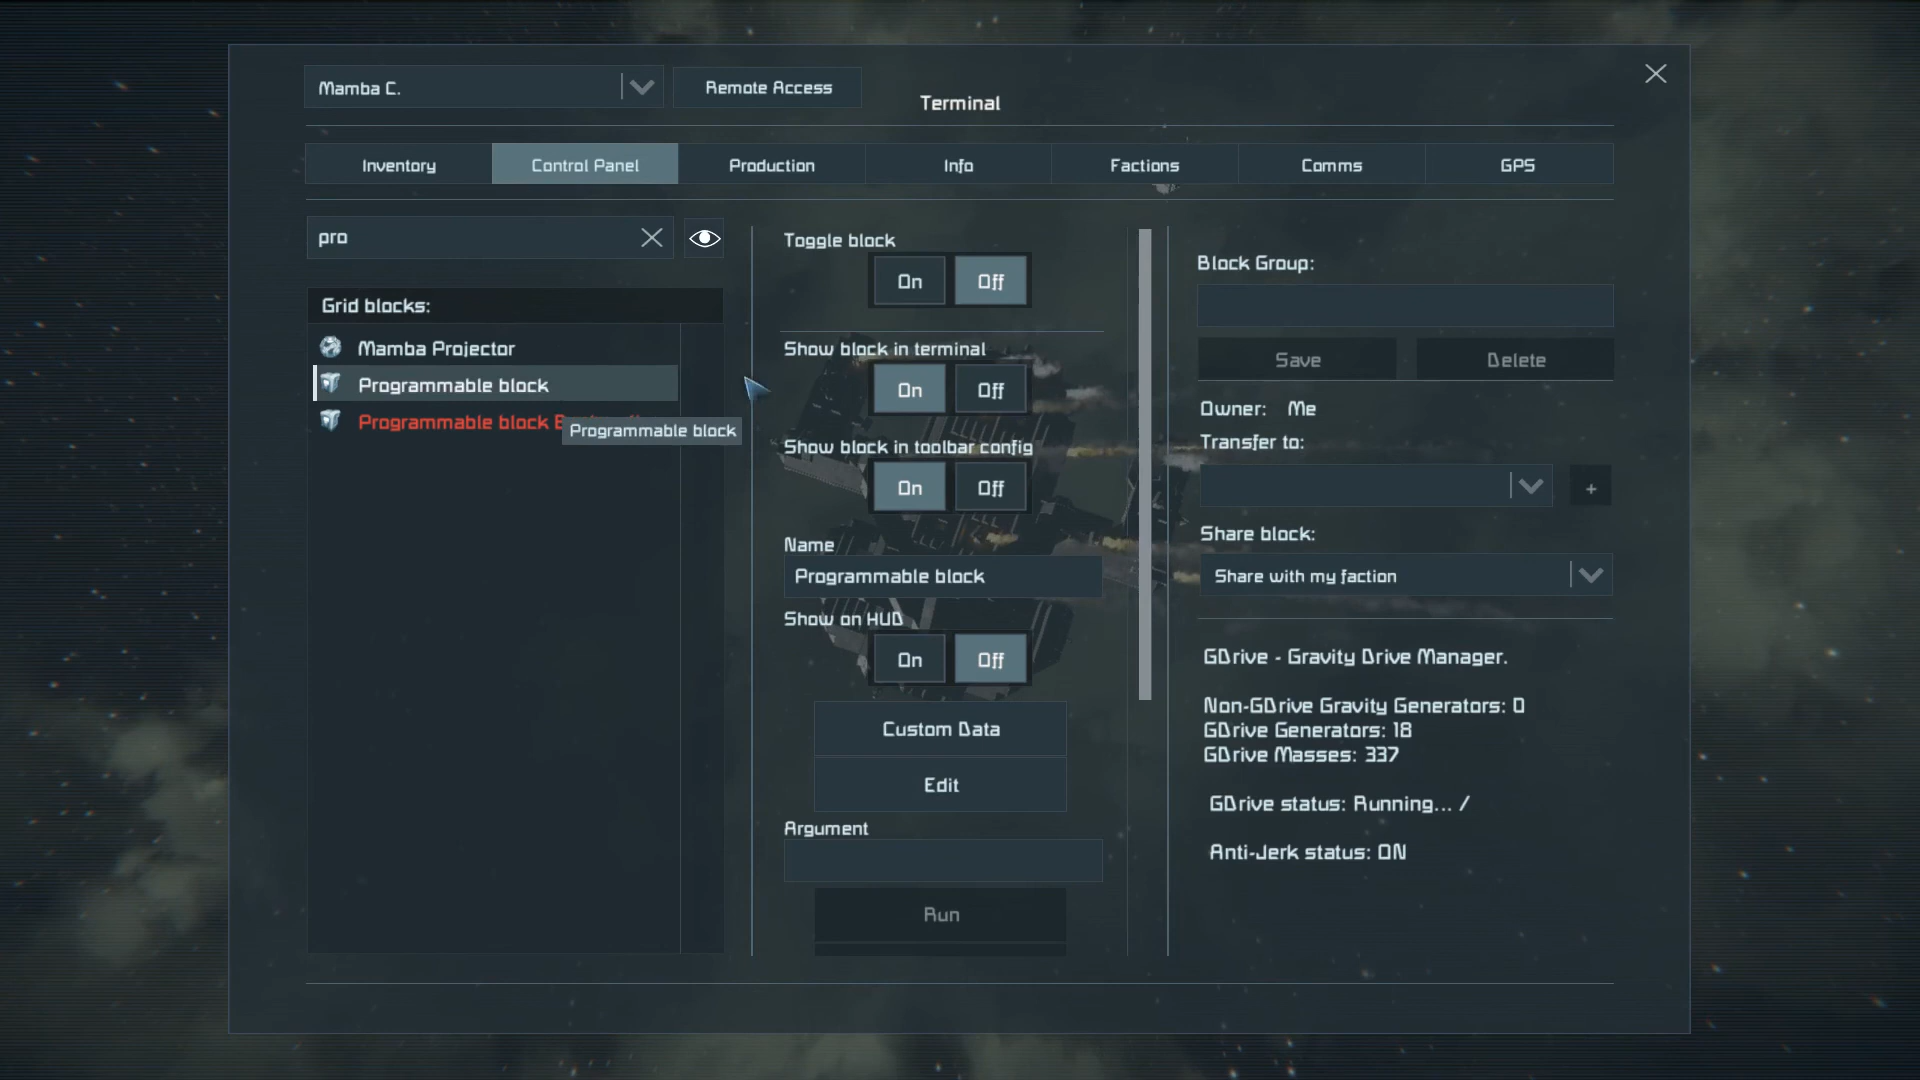 Mamba C.
Remote Access
Terminal
Inventory
Control Panel
Production
Info
Factions
Comms
GPS
pro
Grid blocks:
Mamba Projector
Programmable block
Programmable block
Programmable block
Toggle block
On
Off
Show block in terminal
On
Off
Show block in toolbar config
On
Off
Name
Programmable block
Show on HUD
On
Off
Custom Data
Edit
Argument
Run
Block Group:
Save
Delete
Owner: Me
Transfer to:
+
Share block:
Share with my faction
GDrive - Gravity Drive Manager.
Non-GDrive Gravity Generators: 0
GDrive Generators: 18
GDrive Masses: 337
GDrive status: Running... /
Anti-Jerk status: ON